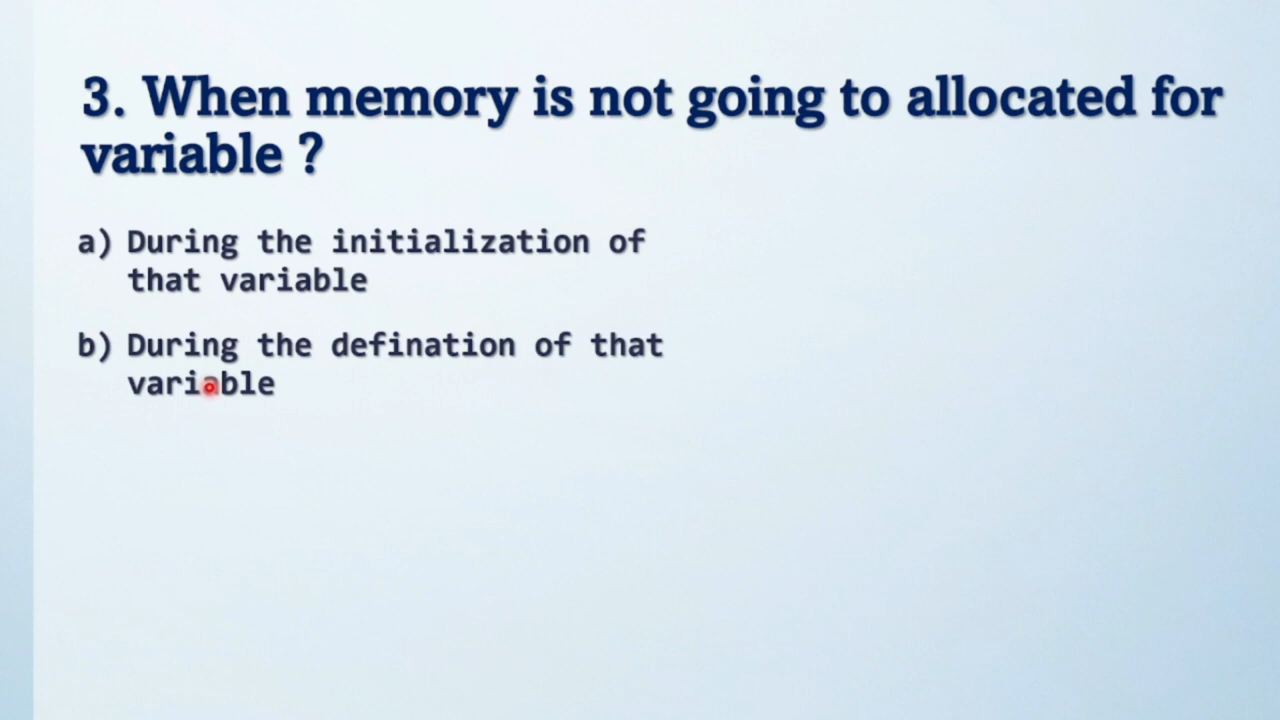 3. When memory is not going to allocated for
variable ?
a) During the initialization of
that variable
b) During the defination of that
variable